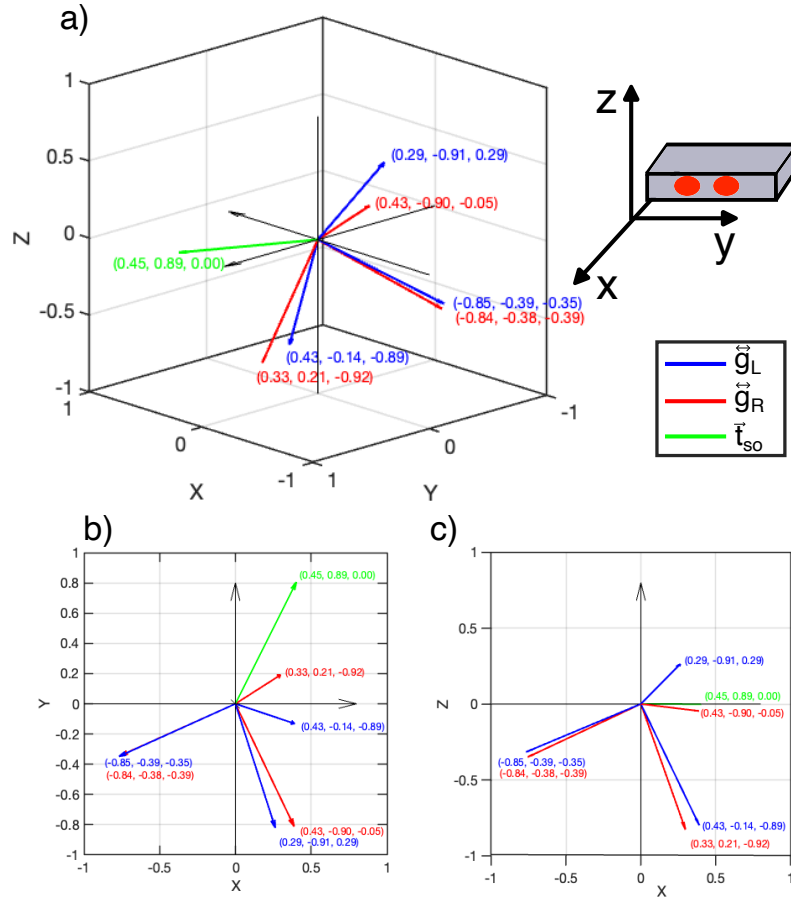 a)
1
0.5
0
-0.5
-1
Z
1
0
-1
X
1
0
-1
Y
(0.29, -0.91, 0.29)
(0.43, -0.90, -0.05)
(0.45, 0.89, 0.00)
(-0.85, -0.39, -0.35)
(-0.84, -0.38, -0.39)
(0.43, -0.14, -0.89)
(0.33, 0.21, -0.92)
z
y
x
g_L
g_R
t_so
b)
1
0.8
0.6
0.4
0.2
0
-0.2
-0.4
-0.6
-0.8
-1
Y
-1
-0.5
0
0.5
1
X
(0.45, 0.89, 0.00)
(0.33, 0.21, -0.92)
(0.43, -0.14, -0.89)
(-0.85, -0.39, -0.35)
(-0.84, -0.38, -0.39)
(0.43, -0.90, -0.05)
(0.29, -0.91, 0.29)
c)
1
0.5
0
-0.5
-1
Z
-1
-0.5
0
0.5
1
X
(0.29, -0.91, 0.29)
(0.45, 0.89, 0.00)
(0.43, -0.90, -0.05)
(-0.85, -0.39, -0.35)
(-0.84, -0.38, -0.39)
(0.43, -0.14, -0.89)
(0.33, 0.21, -0.92)